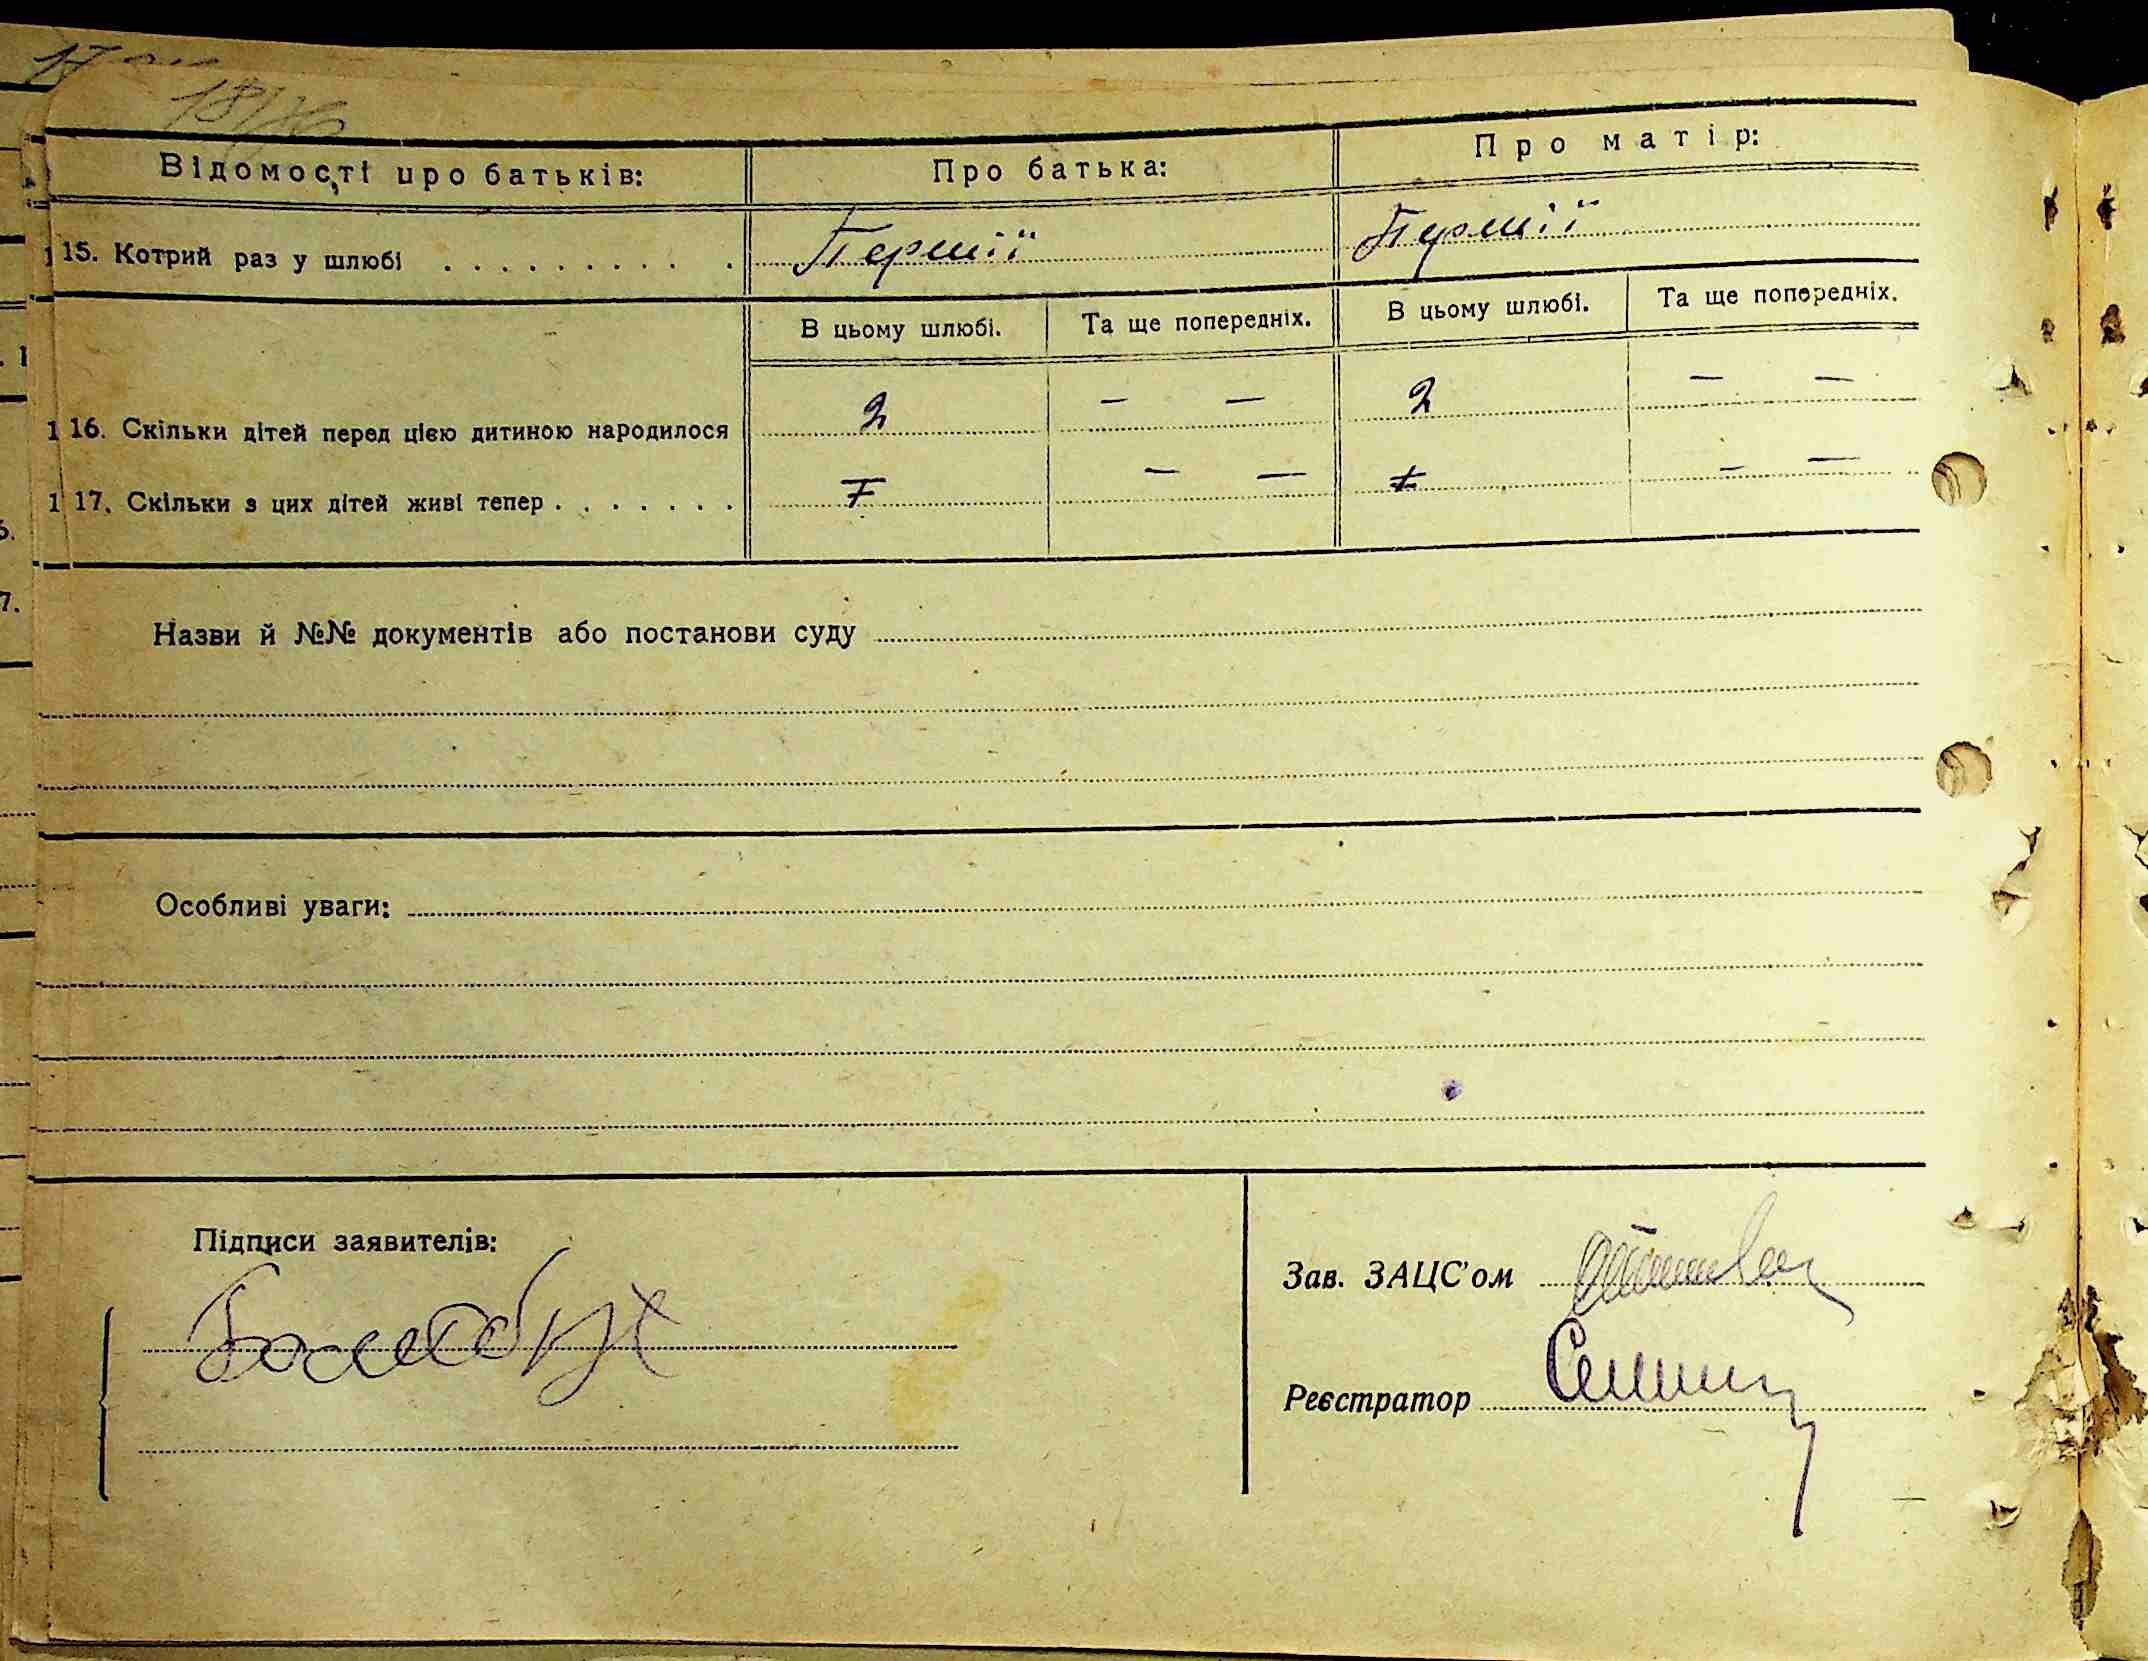 18/
Відомості про батьків: Про батька: Про матір:
15. Котрий раз у шлюбі . . . . . . . . . . Перший Перший
В цьому шлюбі. Та ще попередніх. В цьому шлюбі. Та ще попередніх.
16. Скільки дітей перед цією дитиною народилося 2 — — 2 — —
17. Скільки з цих дітей живі тепер . . . . . . . — — — —
Назви й №№ документів або постанови суду
Особливі уваги:
Підписи заявителів:
Зав. ЗАЦС'ом
Реєстратор